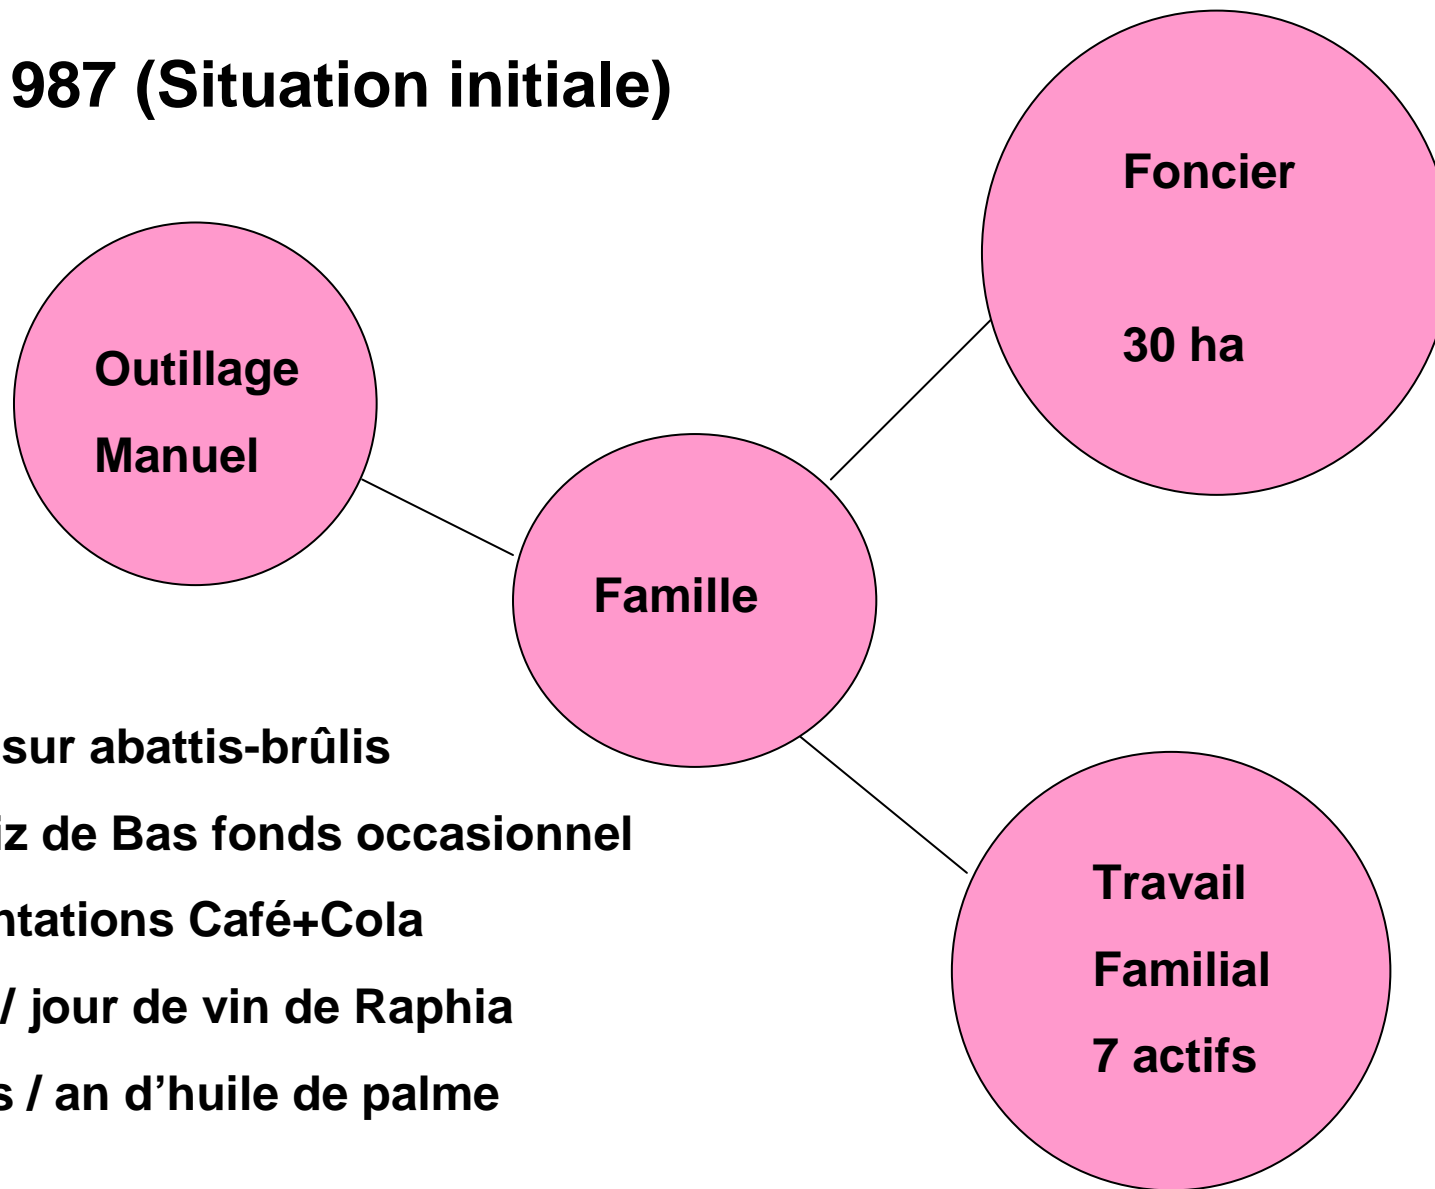 987 (Situation initiale)
Foncier
30 ha
Outillage
Manuel
Famille
sur abattis-brûlis
iz de Bas fonds occasionnel
ntations Café+Cola
/ jour de vin de Raphia
s / an d’huile de palme
Travail
Familial
7 actifs